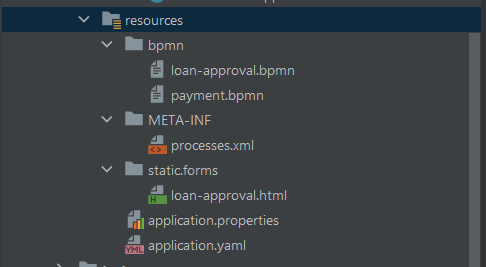 resources
bpmn
loan-approval.bpmn
payment.bpmn
META-INF
processes.xml
static.forms
loan-approval.html
application.properties
YML application.yaml